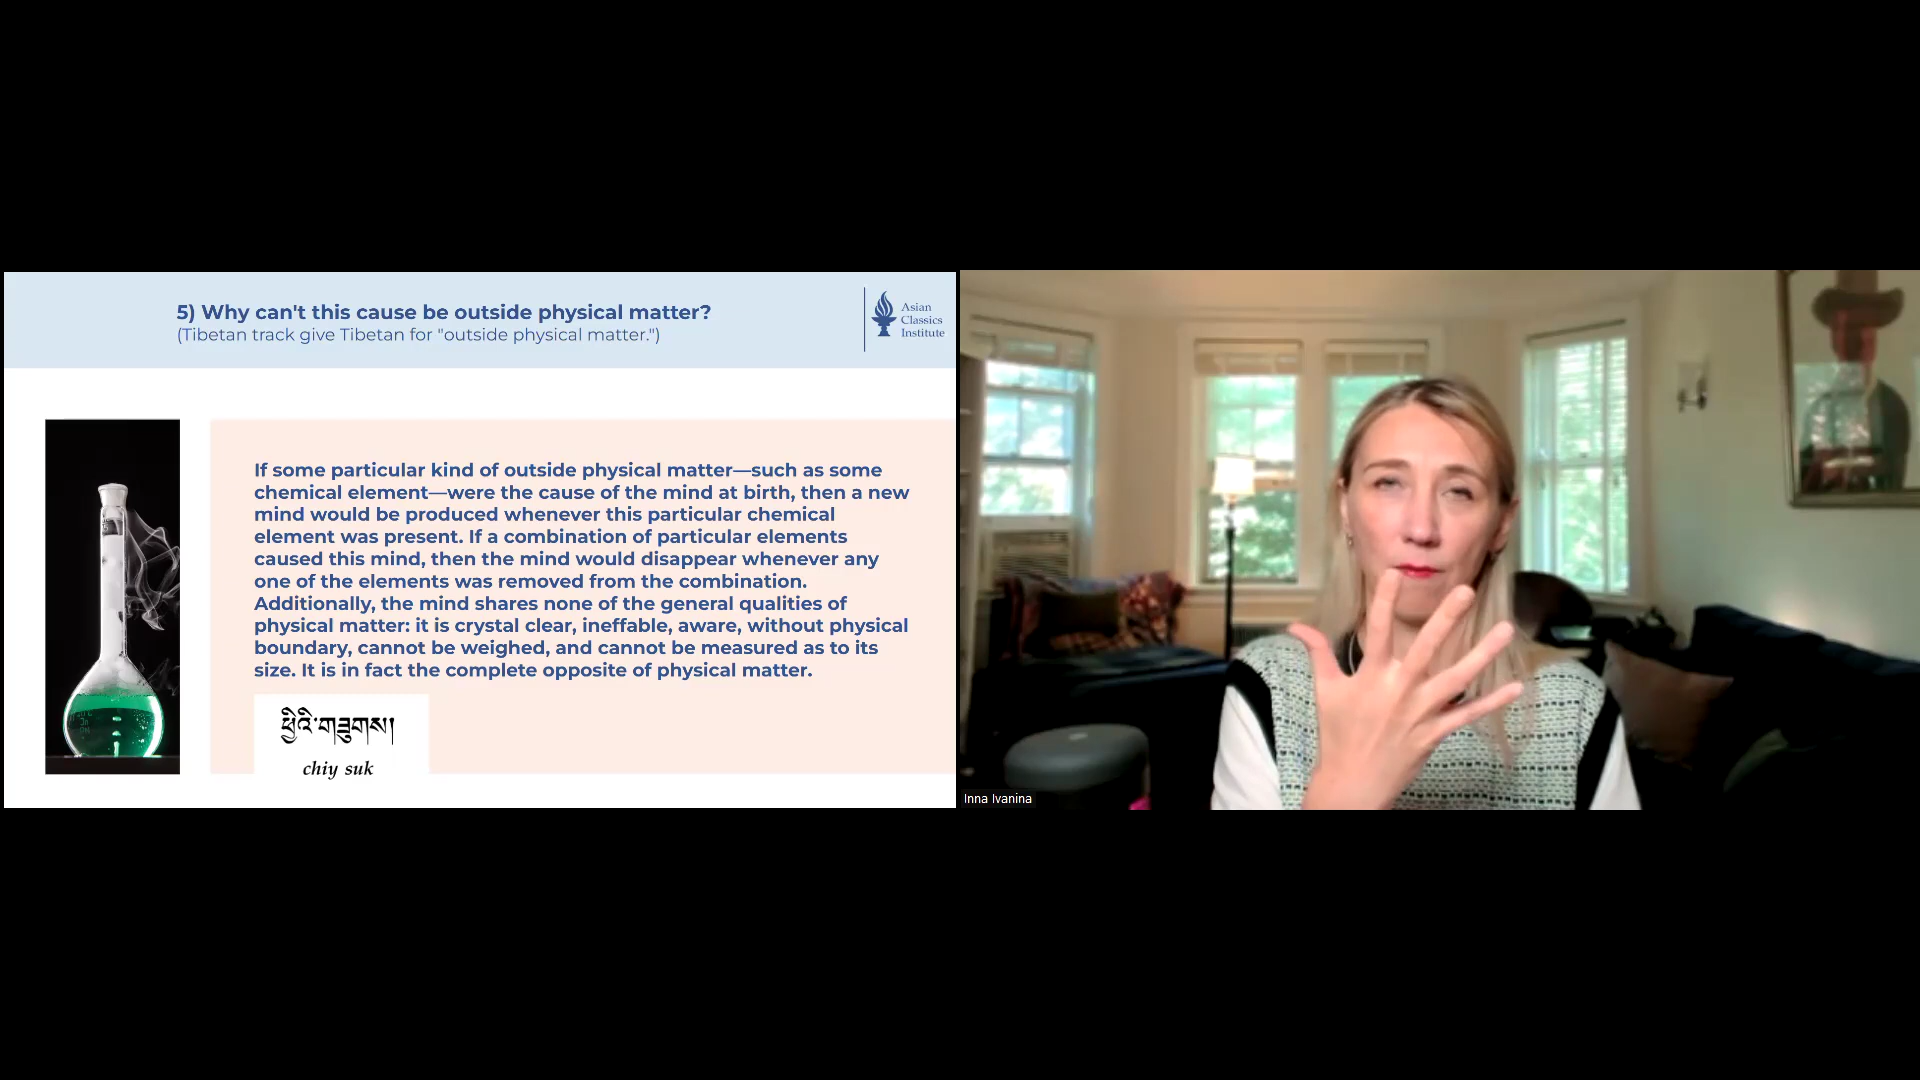 5) Why can't this cause be outside physical matter?
(Tibetan track give Tibetan for "outside physical matter.")
Asian
Classics
Institute
If some particular kind of outside physical matter—such as some
chemical element—were the cause of the mind at birth, then a new
mind would be produced whenever this particular chemical
element was present. If a combination of particular elements
caused this mind, then the mind would disappear whenever any
one of the elements was removed from the combination.
Additionally, the mind shares none of the general qualities of
physical matter: it is crystal clear, ineffable, aware, without physical
boundary, cannot be weighed, and cannot be measured as to its
size. It is in fact the complete opposite of physical matter.
ཕྱིའི་གཟུགས།
chiy suk
Inna Ivanina